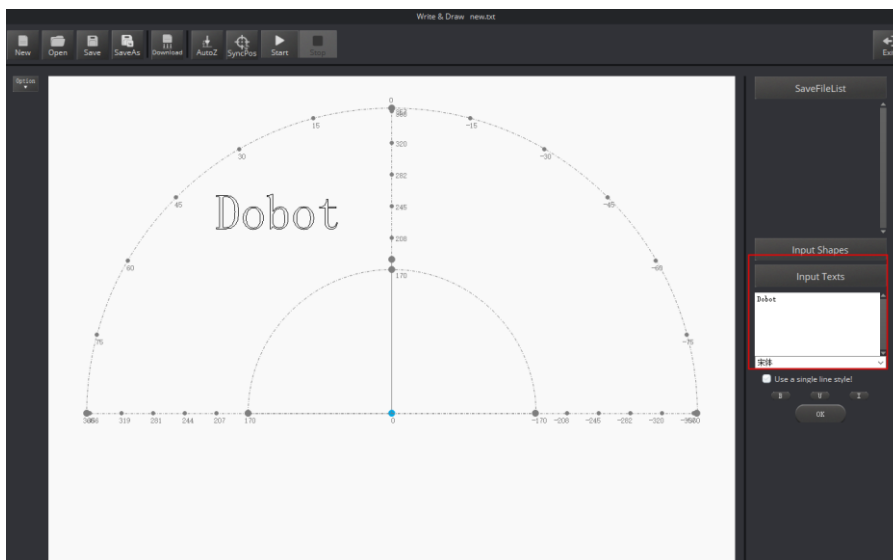 Write & Draw new.txt
New Open Save SaveAs Download AutoZ SyncPos Start Stop
Option
SaveFileList
0
360
15 -15
320
30 -30
282
45 -45
245
Dobot
208
60 -60
170
75 -75
Input Shapes
Input Texts
Dobot
宋体
Use a single line style!
B U I
OK
319 281 244 207 170 0 -170 -208 -245 -282 -320